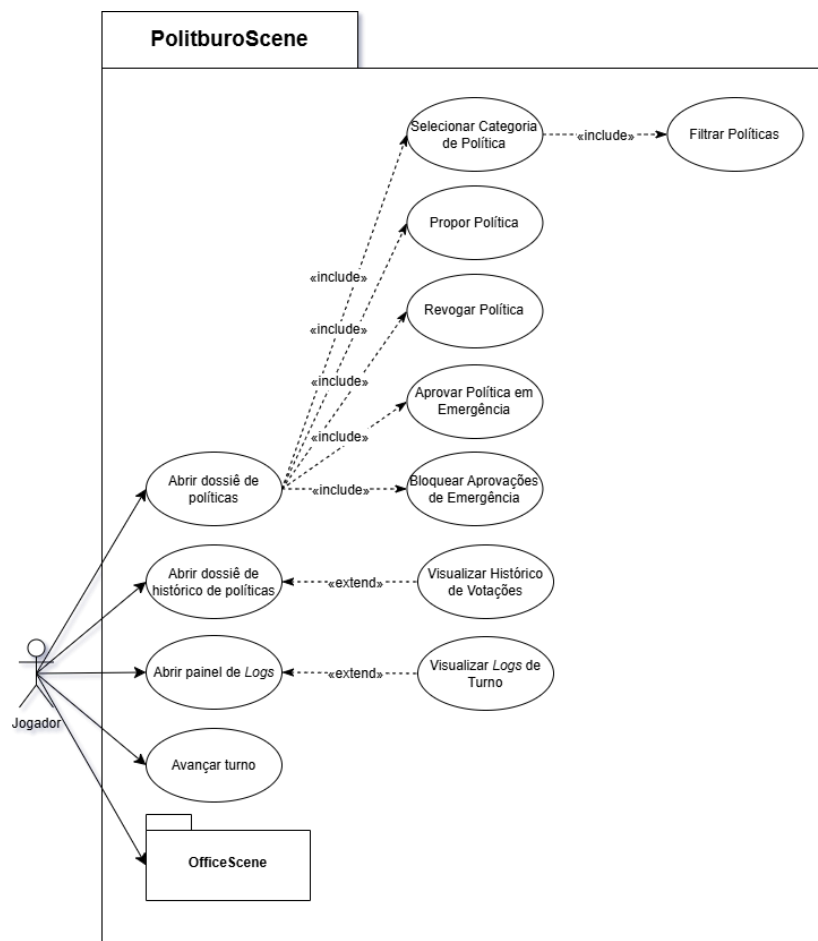 PolitburoScene
Selecionar Categoria
de Política
«include»
Filtrar Políticas
Propor Política
«include»
Revogar Política
«include»
Aprovar Política em
Emergência
«include»
«include»
Abrir dossiê de
políticas
«include»
Bloquear Aprovações
de Emergência
Abrir dossiê de
histórico de políticas
«extend»
Visualizar Histórico
de Votações
Abrir painel de Logs
«extend»
Visualizar Logs de
Turno
Jogador
Avançar turno
OfficeScene